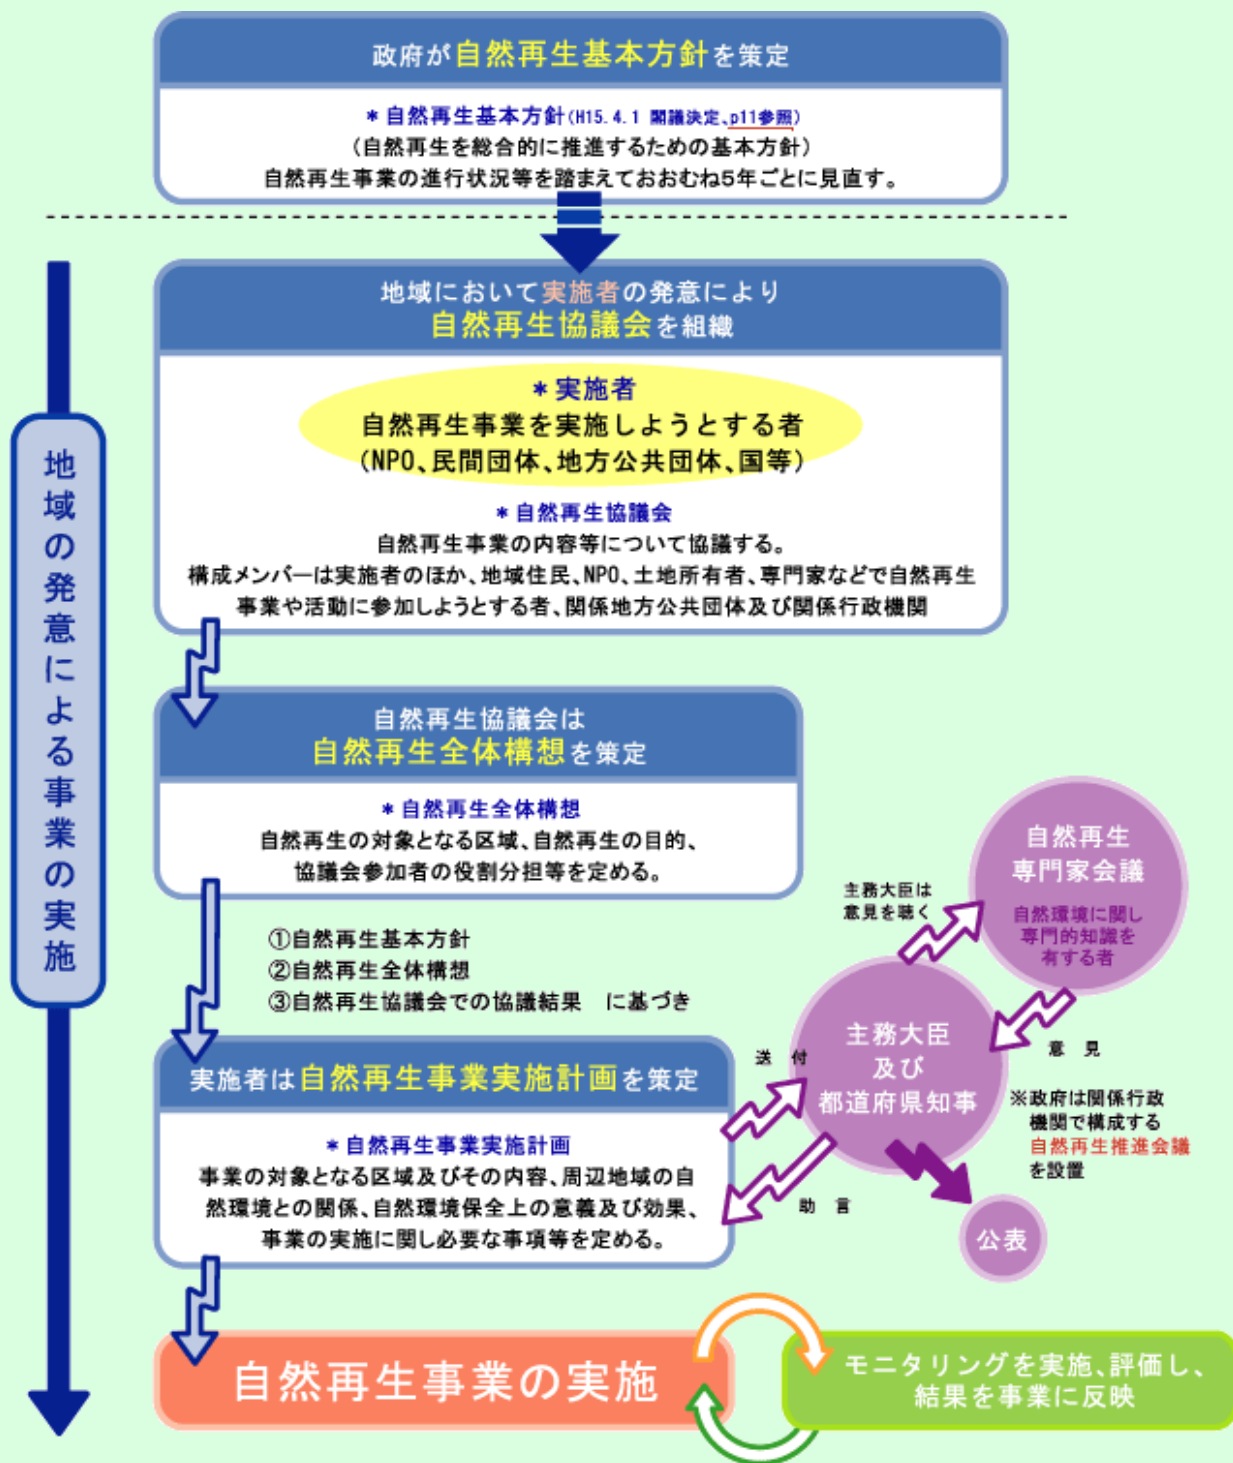 政府が自然再生基本方針を策定
＊自然再生基本方針(H15.4.1 閣議決定、p11参照)
(自然再生を総合的に推進するための基本方針)
自然再生事業の進行状況等を踏まえておおむね5年ごとに見直す。
地域において実施者の発意により
自然再生協議会を組織
＊実施者
自然再生事業を実施しようとする者
(NPO、民間団体、地方公共団体、国等)
＊自然再生協議会
自然再生事業の内容等について協議する。
構成メンバーは実施者のほか、地域住民、NPO、土地所有者、専門家などで自然再生
事業や活動に参加しようとする者、関係地方公共団体及び関係行政機関
地域の発意による事業の実施
自然再生協議会は
自然再生全体構想を策定
＊自然再生全体構想
自然再生の対象となる区域、自然再生の目的、
協議会参加者の役割分担等を定める。
①自然再生基本方針
②自然再生全体構想
③自然再生協議会での協議結果　に基づき
実施者は自然再生事業実施計画を策定
＊自然再生事業実施計画
事業の対象となる区域及びその内容、周辺地域の自
然環境との関係、自然環境保全上の意義及び効果、
事業の実施に関し必要な事項等を定める。
自然再生
専門家会議
自然環境に関し
専門的知識を
有する者
主務大臣は
意見を聴く
意　見
主務大臣
及び
都道府県知事
送　付
助　言
※政府は関係行政
機関で構成する
自然再生推進会議
を設置
公表
自然再生事業の実施
モニタリングを実施、評価し、
結果を事業に反映